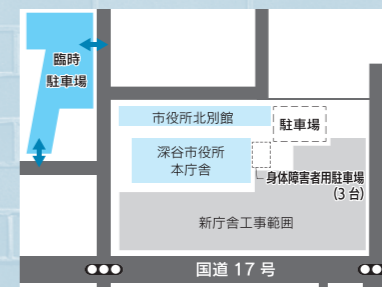 臨時
駐車場
市役所北別館
駐車場
深谷市役所
本庁舎
身体障害者用駐車場
(3 台)
新庁舎工事範囲
国道 17 号